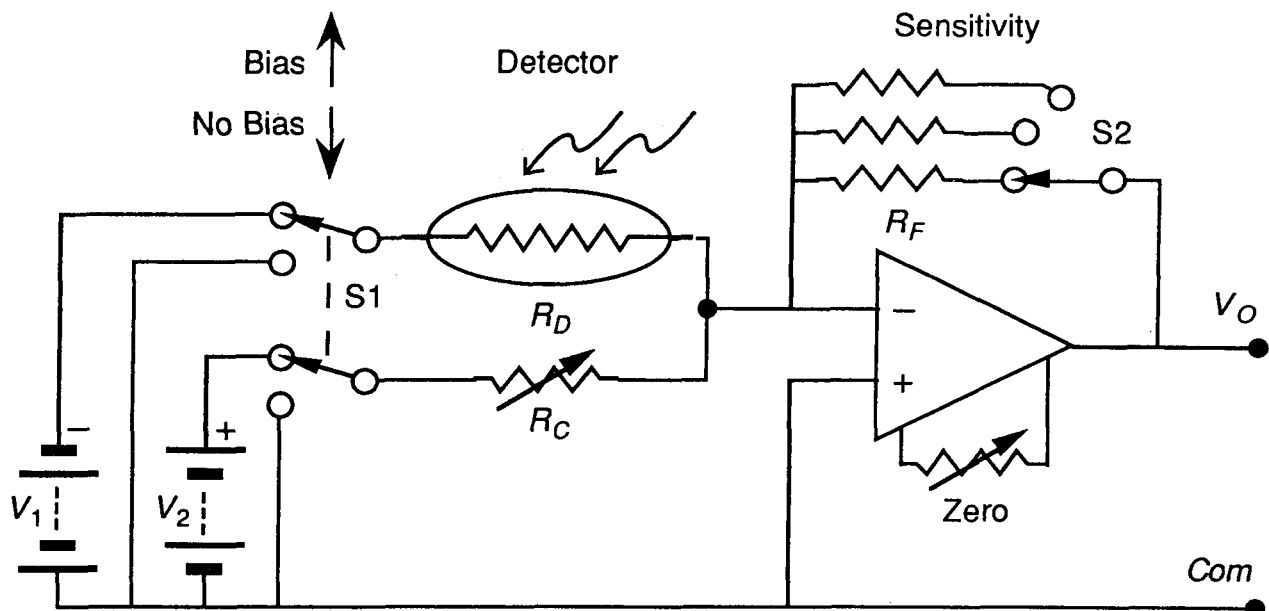 Sensitivity
Bias
Detector
No Bias
S2
R_F
S1
R_D
V_O
−
+
R_C
−
+
V_1
V_2
Zero
Com